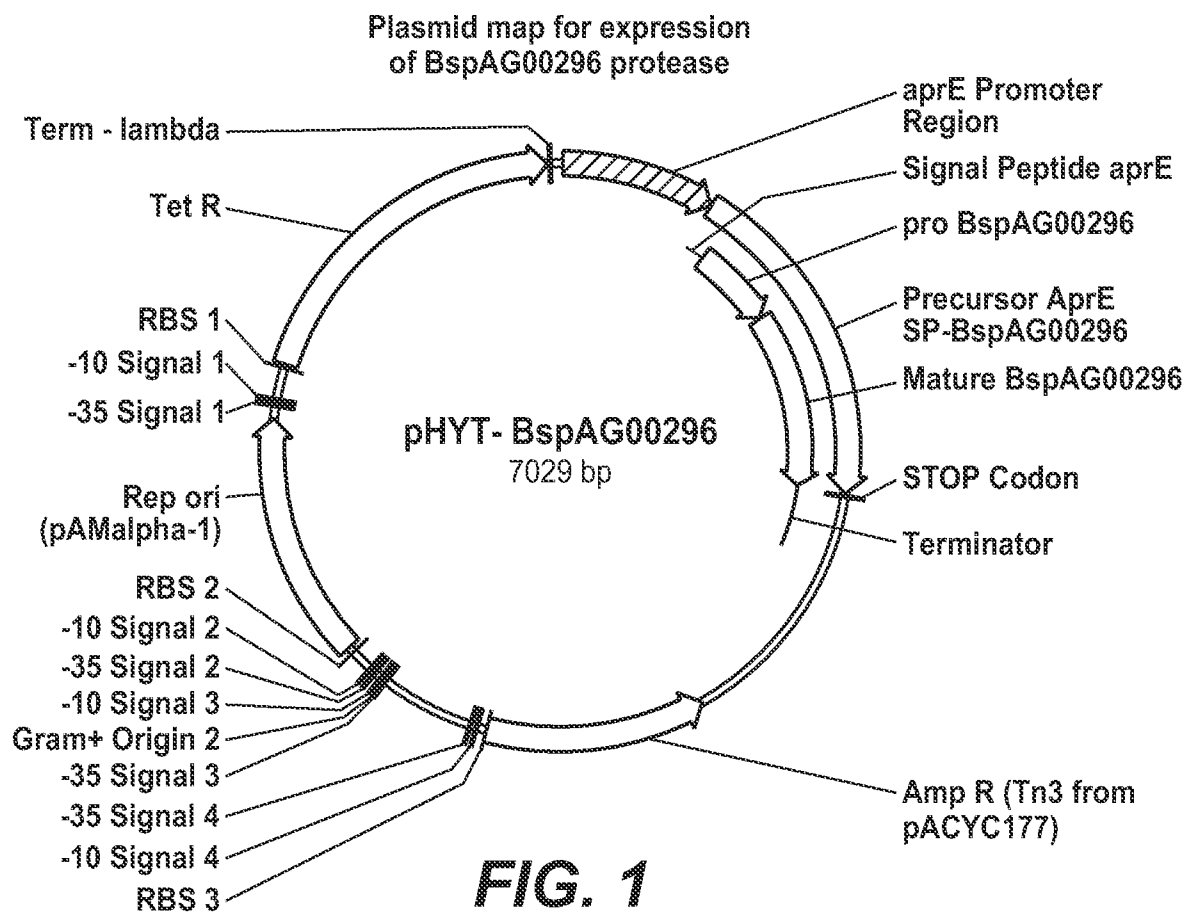 Plasmid map for expression
of BspAG00296 protease
Term - lambda
Tet R
RBS 1
-10 Signal 1
-35 Signal 1
Rep ori
(pAMalpha-1)
RBS 2
-10 Signal 2
-35 Signal 2
-10 Signal 3
Gram+ Origin 2
-35 Signal 3
-35 Signal 4
-10 Signal 4
RBS 3
pHYT- BspAG00296
7029 bp
aprE Promoter
Region
Signal Peptide aprE
pro BspAG00296
Precursor AprE
SP-BspAG00296
Mature BspAG00296
STOP Codon
Terminator
Amp R (Tn3 from
pACYC177)
FIG. 1